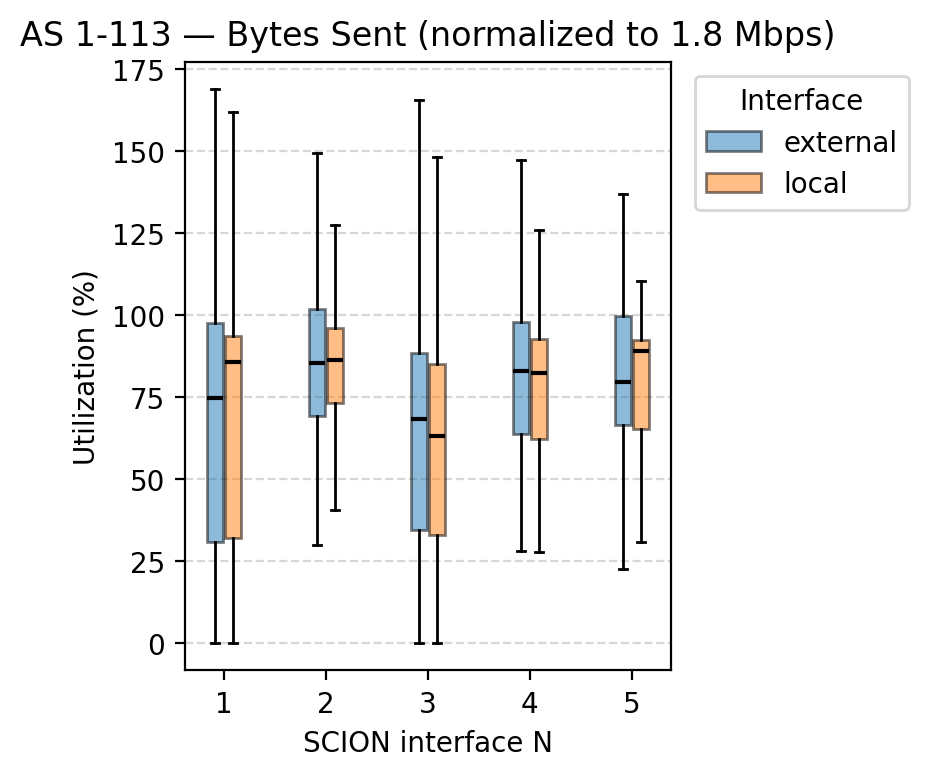 AS 1-113 — Bytes Sent (normalized to 1.8 Mbps)
Interface
external
local
Utilization (%)
175
150
125
100
75
50
25
0
1 2 3 4 5
SCION interface N